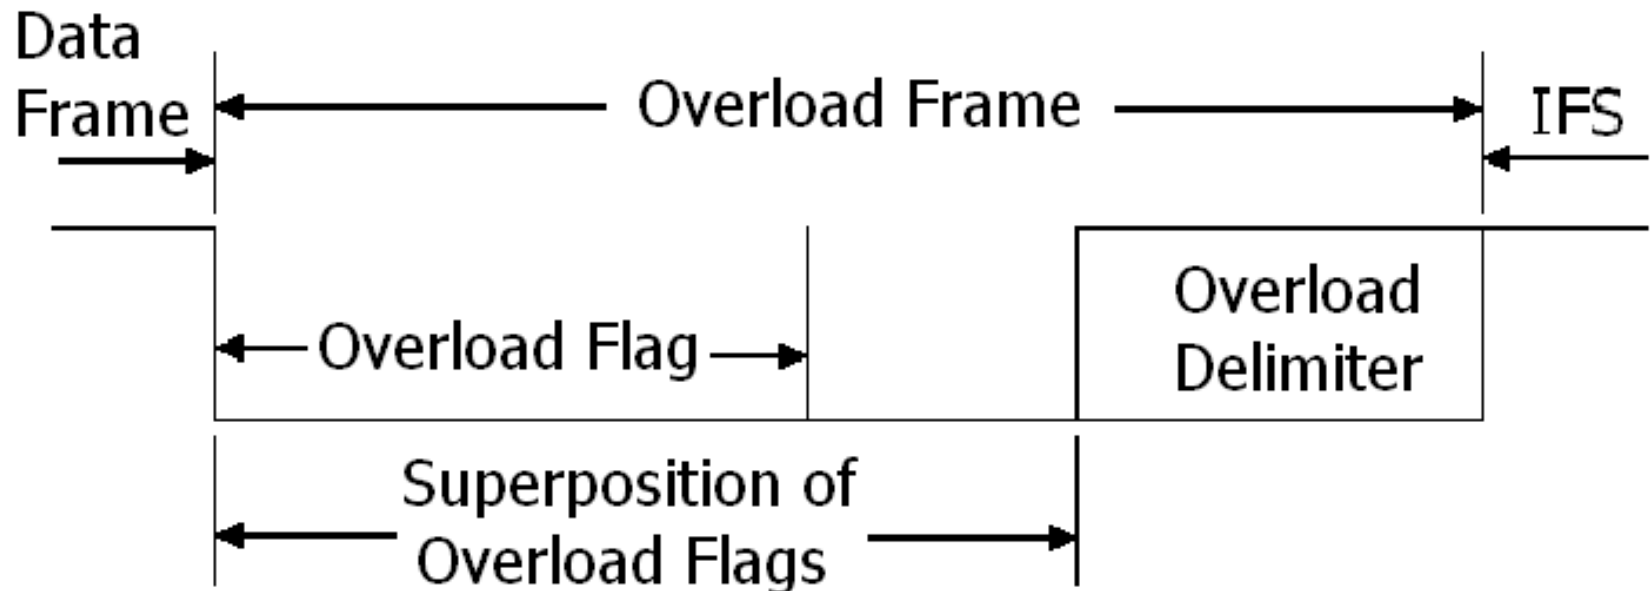 Data
Frame
Overload Frame
IFS
Overload Flag
Overload
Delimiter
Superposition of
Overload Flags